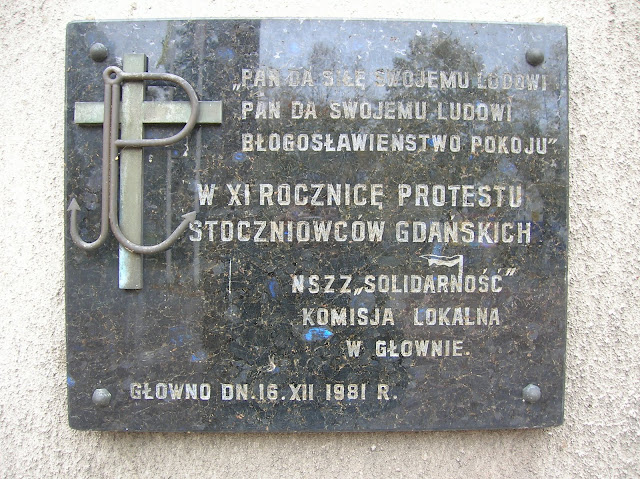 „PAN DA SIŁĘ SWOJEMU LUDOWI
PAN DA SWOJEMU LUDOWI
BŁOGOSŁAWIEŃSTWO POKOJU”
W XI ROCZNICĘ PROTESTU
STOCZNIOWCÓW GDAŃSKICH
NSZZ „SOLIDARNOŚĆ”
KOMISJA LOKALNA
W GŁOWNIE.
GŁOWNO DN. 16. XII 1981 R.